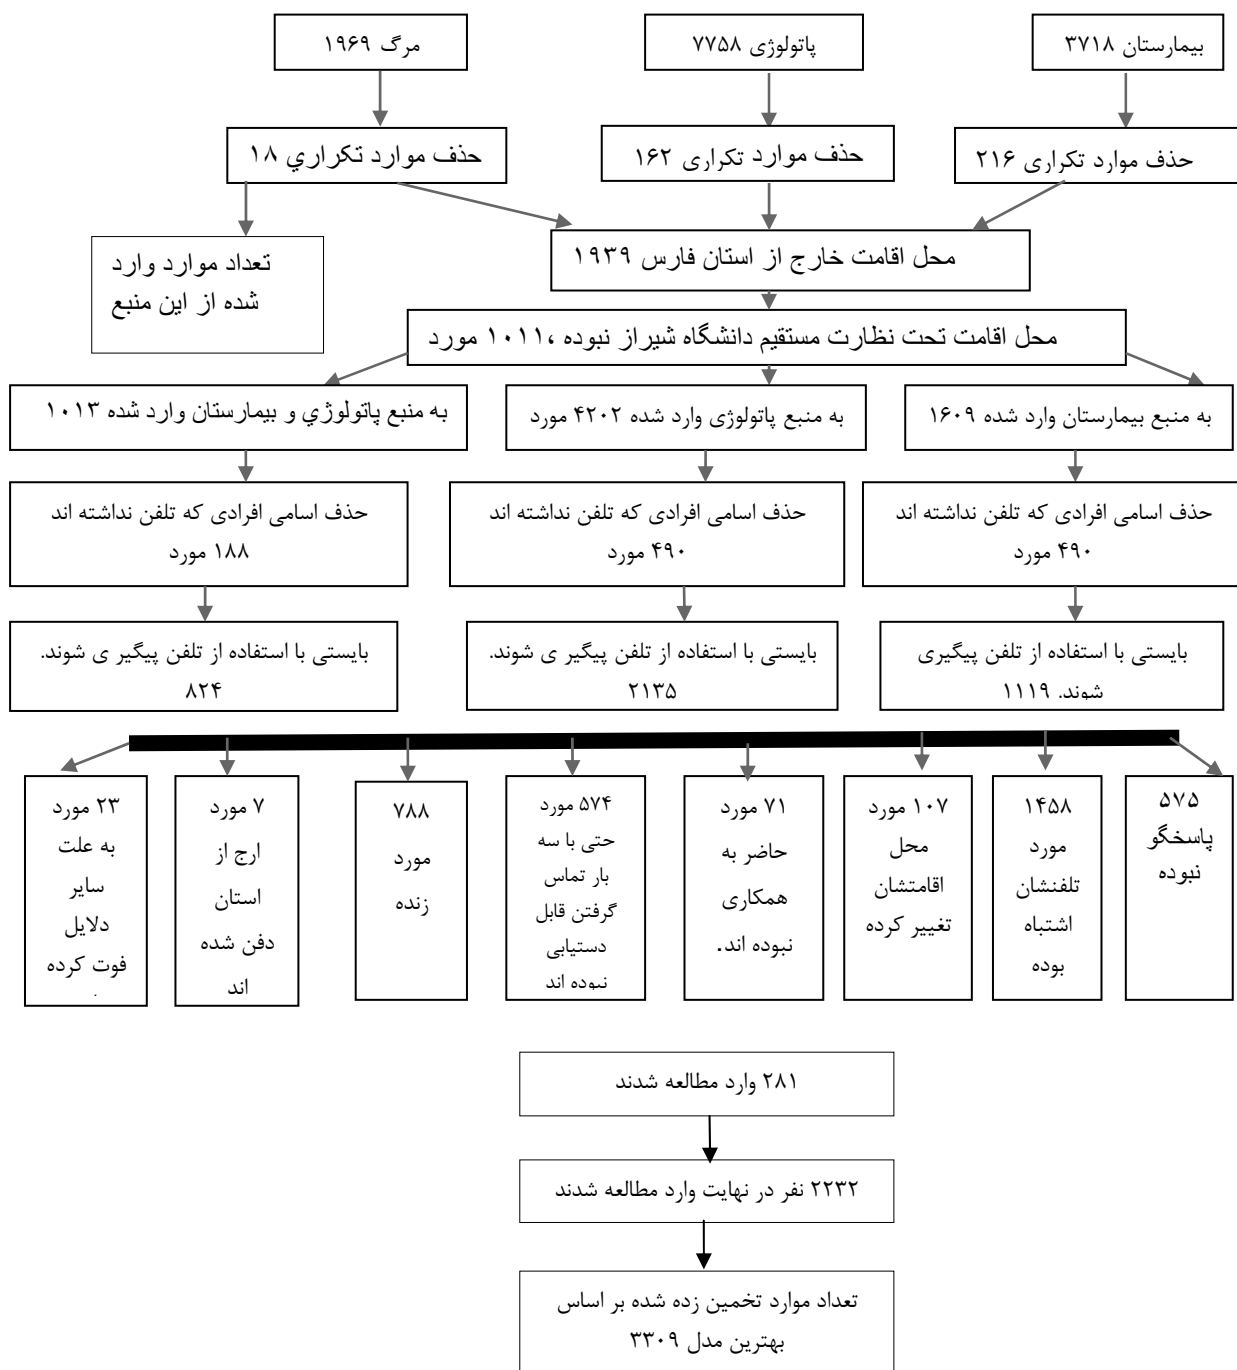 بیمارستان ۳۷۱۸
پاتولوژی ۷۷۵۸
مرگ ۱۹۶۹
حذف موارد تکراری ۲۱۶
حذف موارد تکراری ۱۶۲
حذف موارد تکراري ۱۸
تعداد موارد وارد
شده از این منبع
محل اقامت خارج از استان فارس ۱۹۳۹
محل اقامت تحت نظارت مستقیم دانشگاه شیراز نبوده ،۱۰۱۱ مورد
به منبع بیمارستان وارد شده ۱۶۰۹
به منبع پاتولوژی وارد شده ۴۲۰۲ مورد
به منبع پاتولوژي و بیمارستان وارد شده ۱۰۱۳
حذف اسامی افرادی که تلفن نداشته اند
۴۹۰ مورد
حذف اسامی افرادی که تلفن نداشته اند
۴۹۰ مورد
حذف اسامی افرادی که تلفن نداشته اند
۱۸۸ مورد
بایستی با استفاده از تلفن پیگیری
شوند. ۱۱۱۹
بایستی با استفاده از تلفن پیگیر ی شوند.
۲۱۳۵
بایستی با استفاده از تلفن پیگیر ی شوند.
۸۲۴
۵۷۵
پاسخگو
نبوده
۱۴۵۸
مورد
تلفنشان
اشتباه
بوده
۱۰۷ مورد
محل
اقامتشان
تغییر کرده
۷۱ مورد
حاضر به
همکاری
نبوده اند.
۵۷۴ مورد
حتی با سه
بار تماس
گرفتن قابل
دستیابی
نبوده اند
۷۸۸
مورد
زنده
۷ مورد
ارج از
استان
دفن شده
اند
۲۳ مورد
به علت
سایر
دلایل
فوت کرده
۲۸۱ وارد مطالعه شدند
۲۲۳۲ نفر در نهایت وارد مطالعه شدند
تعداد موارد تخمین زده شده بر اساس
بهترین مدل ۳۳۰۹